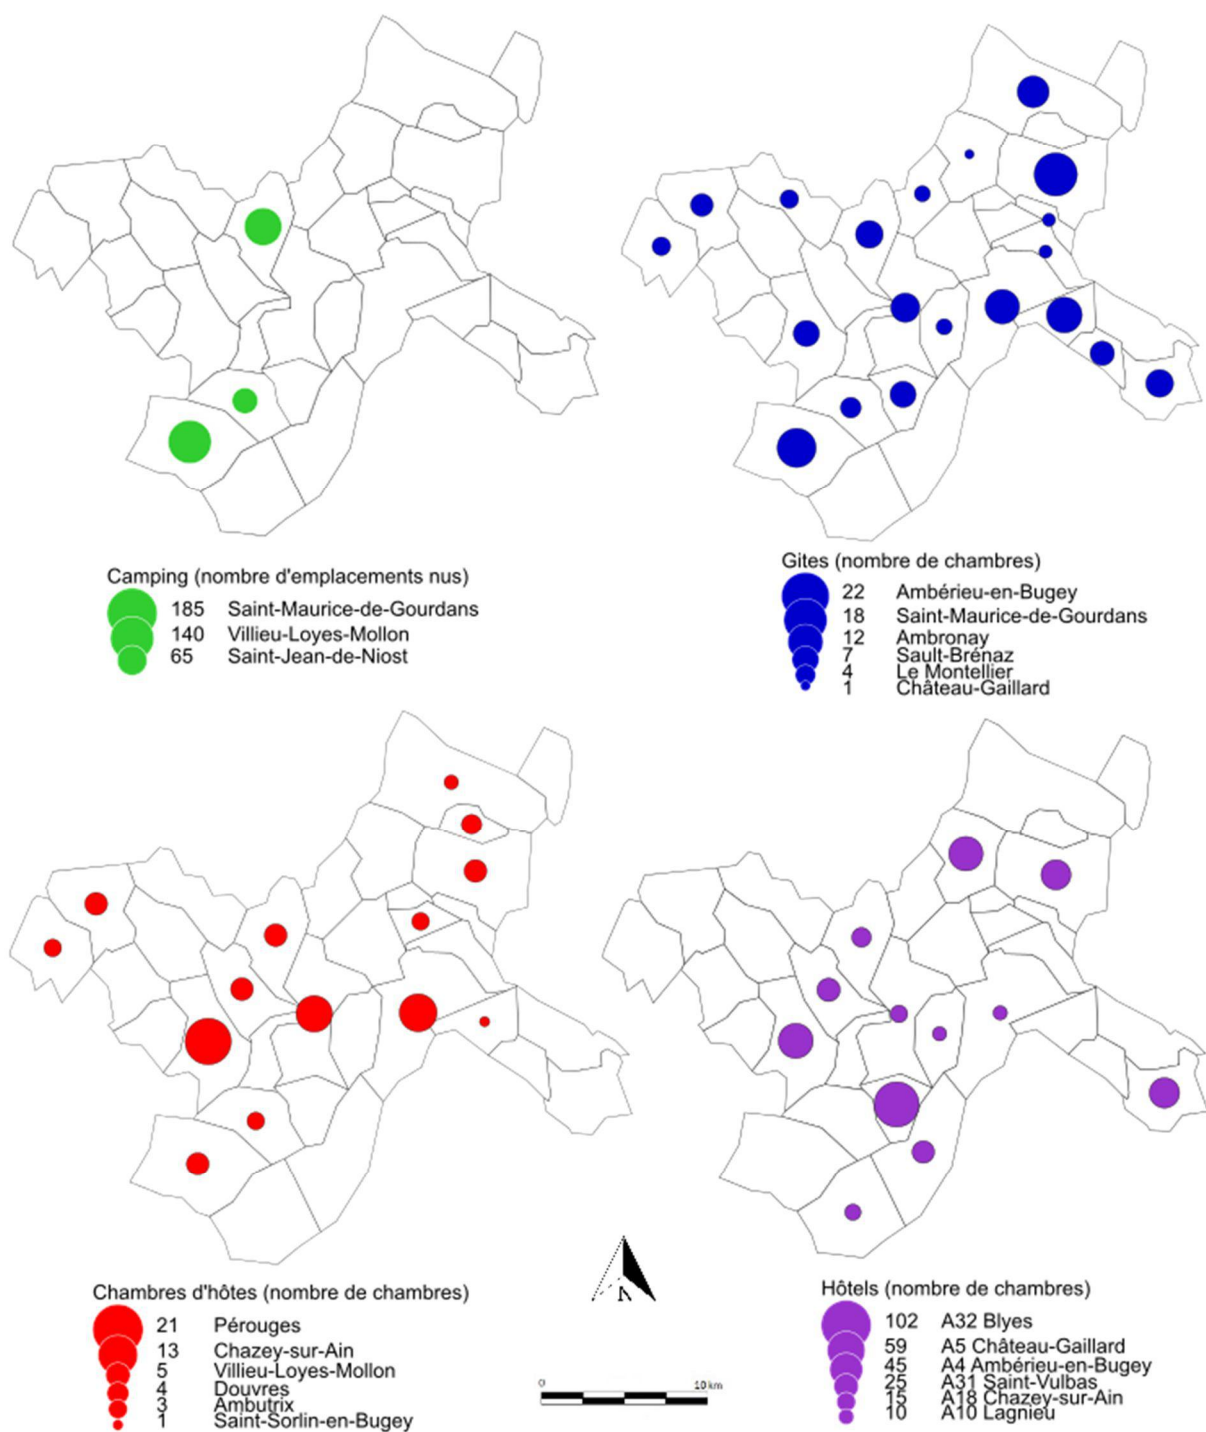 Camping (nombre d'emplacements nus)
185 Saint-Maurice-de-Gourdans
140 Villieu-Loyes-Mollon
65 Saint-Jean-de-Niost
Gites (nombre de chambres)
22 Ambérieu-en-Bugey
18 Saint-Maurice-de-Gourdans
12 Ambronay
7 Sault-Brénaz
4 Le Montellier
1 Château-Gaillard
Chambres d'hôtes (nombre de chambres)
21 Pérouges
13 Chazey-sur-Ain
5 Villieu-Loyes-Mollon
4 Douvres
3 Ambutrix
1 Saint-Sorlin-en-Bugey
N
0 10 km
Hôtels (nombre de chambres)
102 A32 Blyes
59 A5 Château-Gaillard
45 A4 Ambérieu-en-Bugey
25 A31 Saint-Vulbas
15 A18 Chazey-sur-Ain
10 A10 Lagnieu